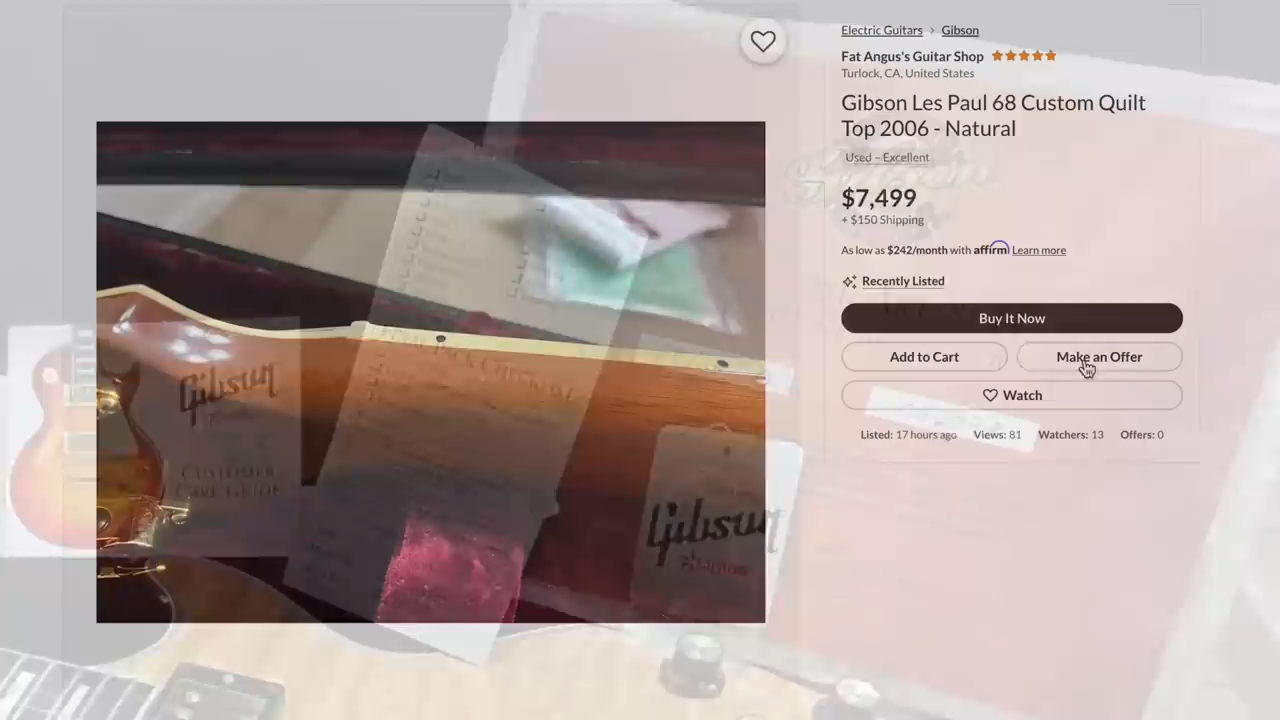 Electric Guitars › Gibson
Fat Angus's Guitar Shop
Turlock, CA, United States
Gibson Les Paul 68 Custom Quilt
Top 2006 - Natural
Used – Excellent
$7,499
+ $150 Shipping
As low as $242/month with affirm Learn more
Recently Listed
Buy It Now
Add to Cart
Make an Offer
Watch
Listed: 17 hours ago Views: 81 Watchers: 13 Offers: 0
Gibson
CUSTOMER
CARE GUIDE
Gibson